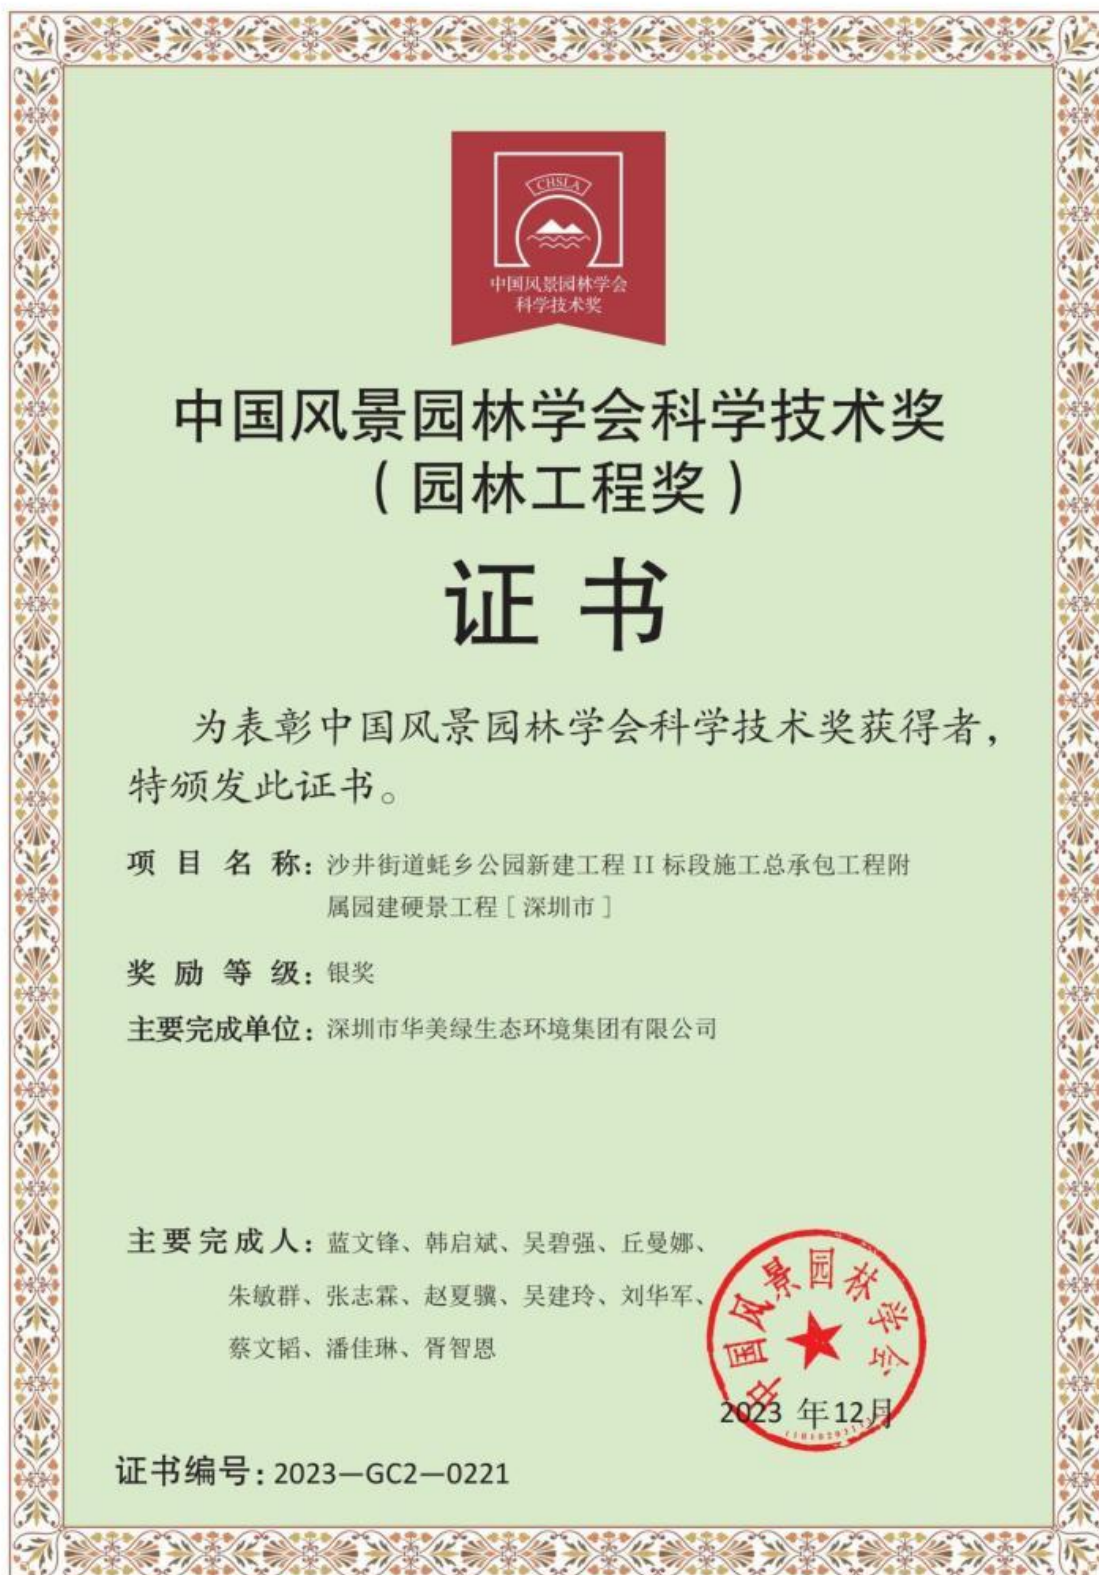 CHSLA
中国风景园林学会
科学技术奖
中国风景园林学会科学技术奖
（园林工程奖）
证书
为表彰中国风景园林学会科学技术奖获得者，
特颁发此证书。
项目名称：沙井街道蚝乡公园新建工程 II 标段施工总承包工程附
属园建硬景工程［深圳市］
奖励等级：银奖
主要完成单位：深圳市华美绿生态环境集团有限公司
主要完成人：蓝文锋、韩启斌、吴碧强、丘曼娜、
朱敏群、张志霖、赵夏骥、吴建玲、刘华军、
蔡文韬、潘佳琳、胥智恩
中国风景园林学会
2023 年12月
证书编号：2023—GC2—0221